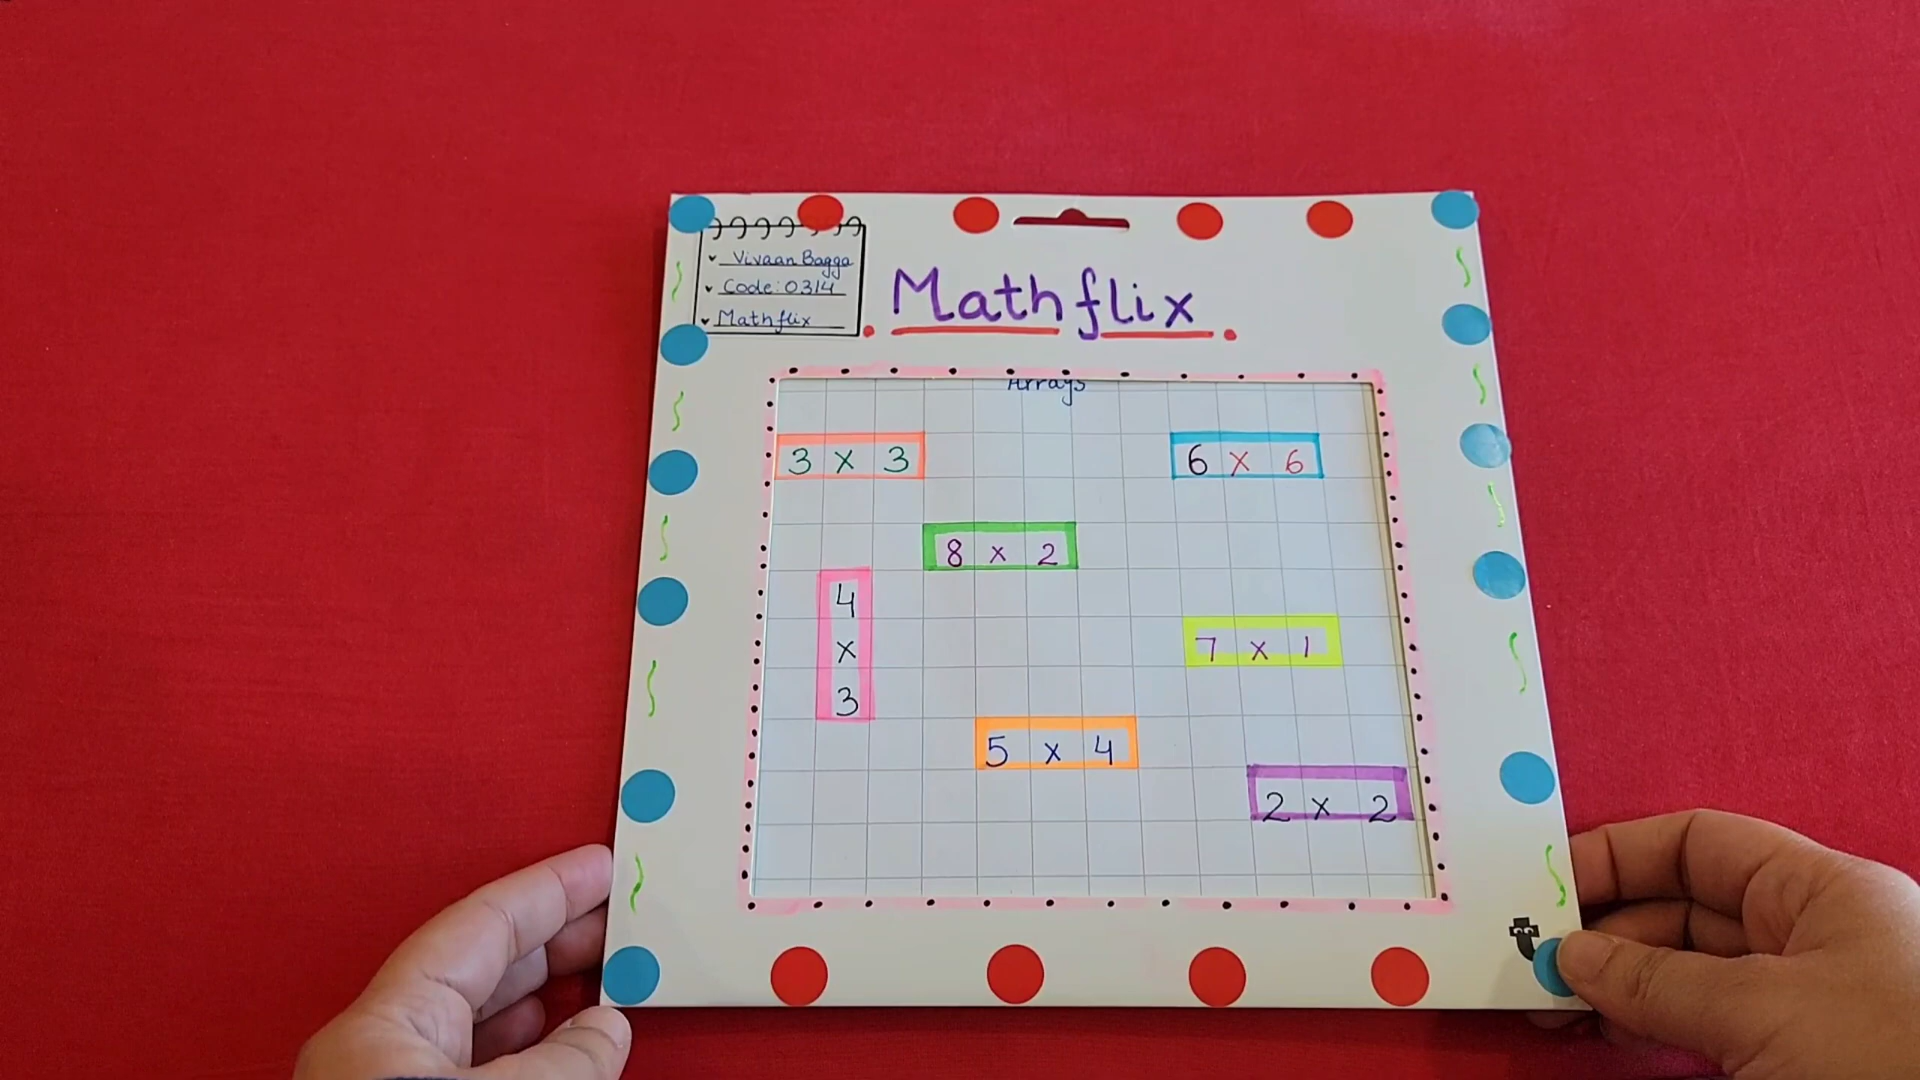 Vivaan Bagga
Code: 0314
Mathflix
Mathflix
Arrays
3 x 3
6 x 6
8 x 2
4
x
3
7 x 1
5 x 4
2 x 2